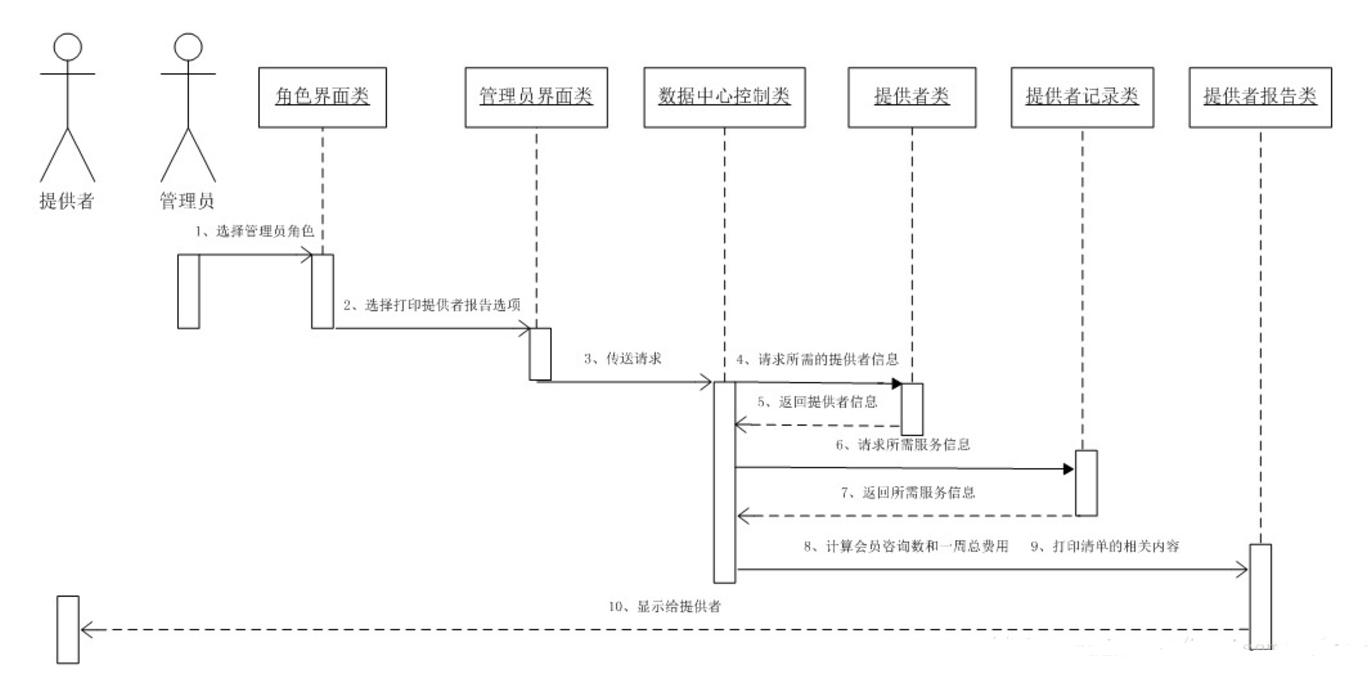 角色界面类
管理员界面类
数据中心控制类
提供者类
提供者记录类
提供者报告类
提供者
管理员
1、选择管理员角色
2、选择打印提供者报告选项
3、传送请求
4、请求所需的提供者信息
5、返回提供者信息
6、请求所需服务信息
7、返回所需服务信息
8、计算会员咨询数和一周总费用
9、打印清单的相关内容
10、显示给提供者